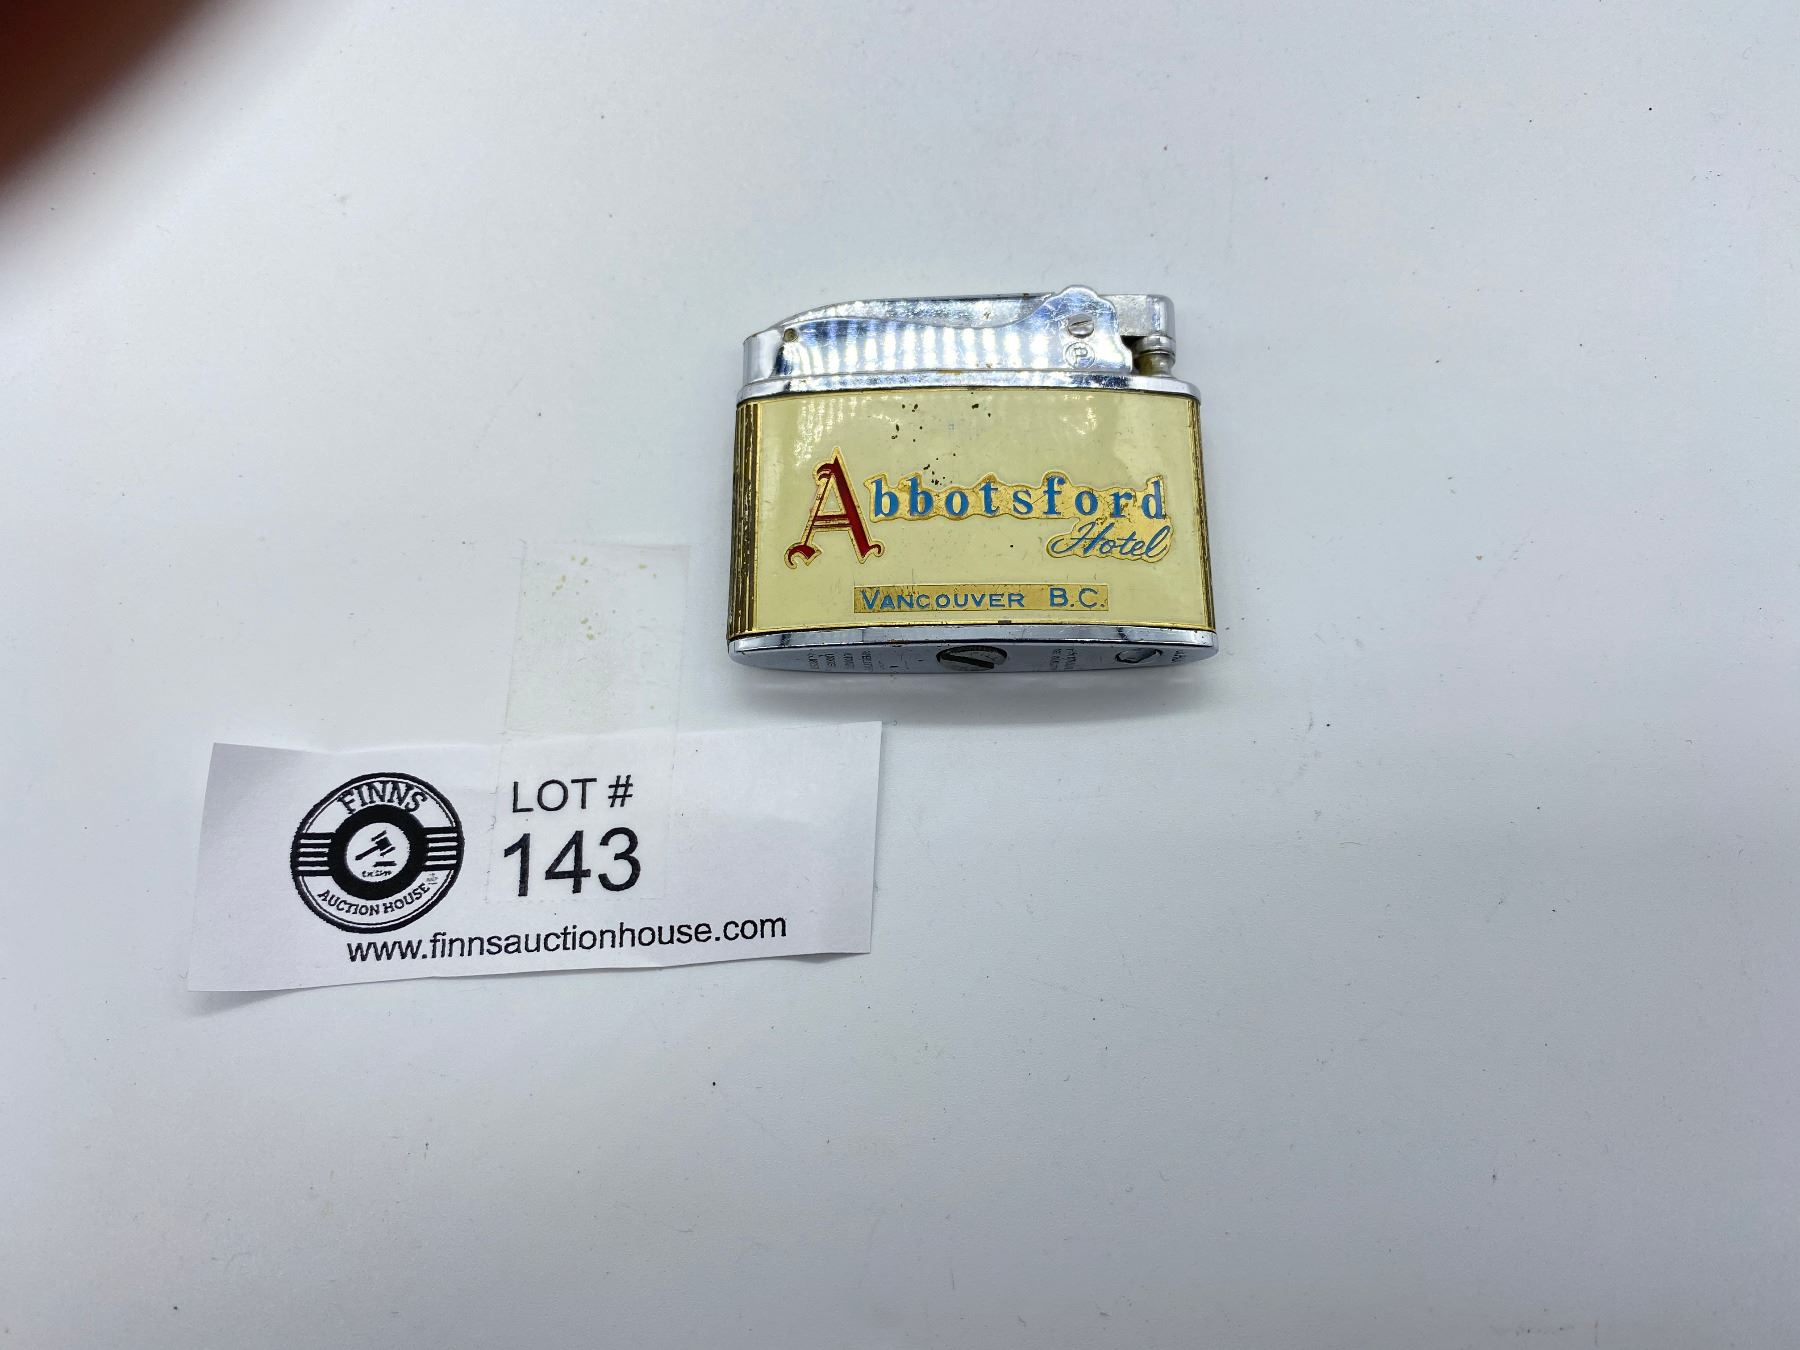 Abbotsford
Hotel
VANCOUVER B.C.
FINNS
AUCTION HOUSE
LOT #
143
www.finnsauctionhouse.com